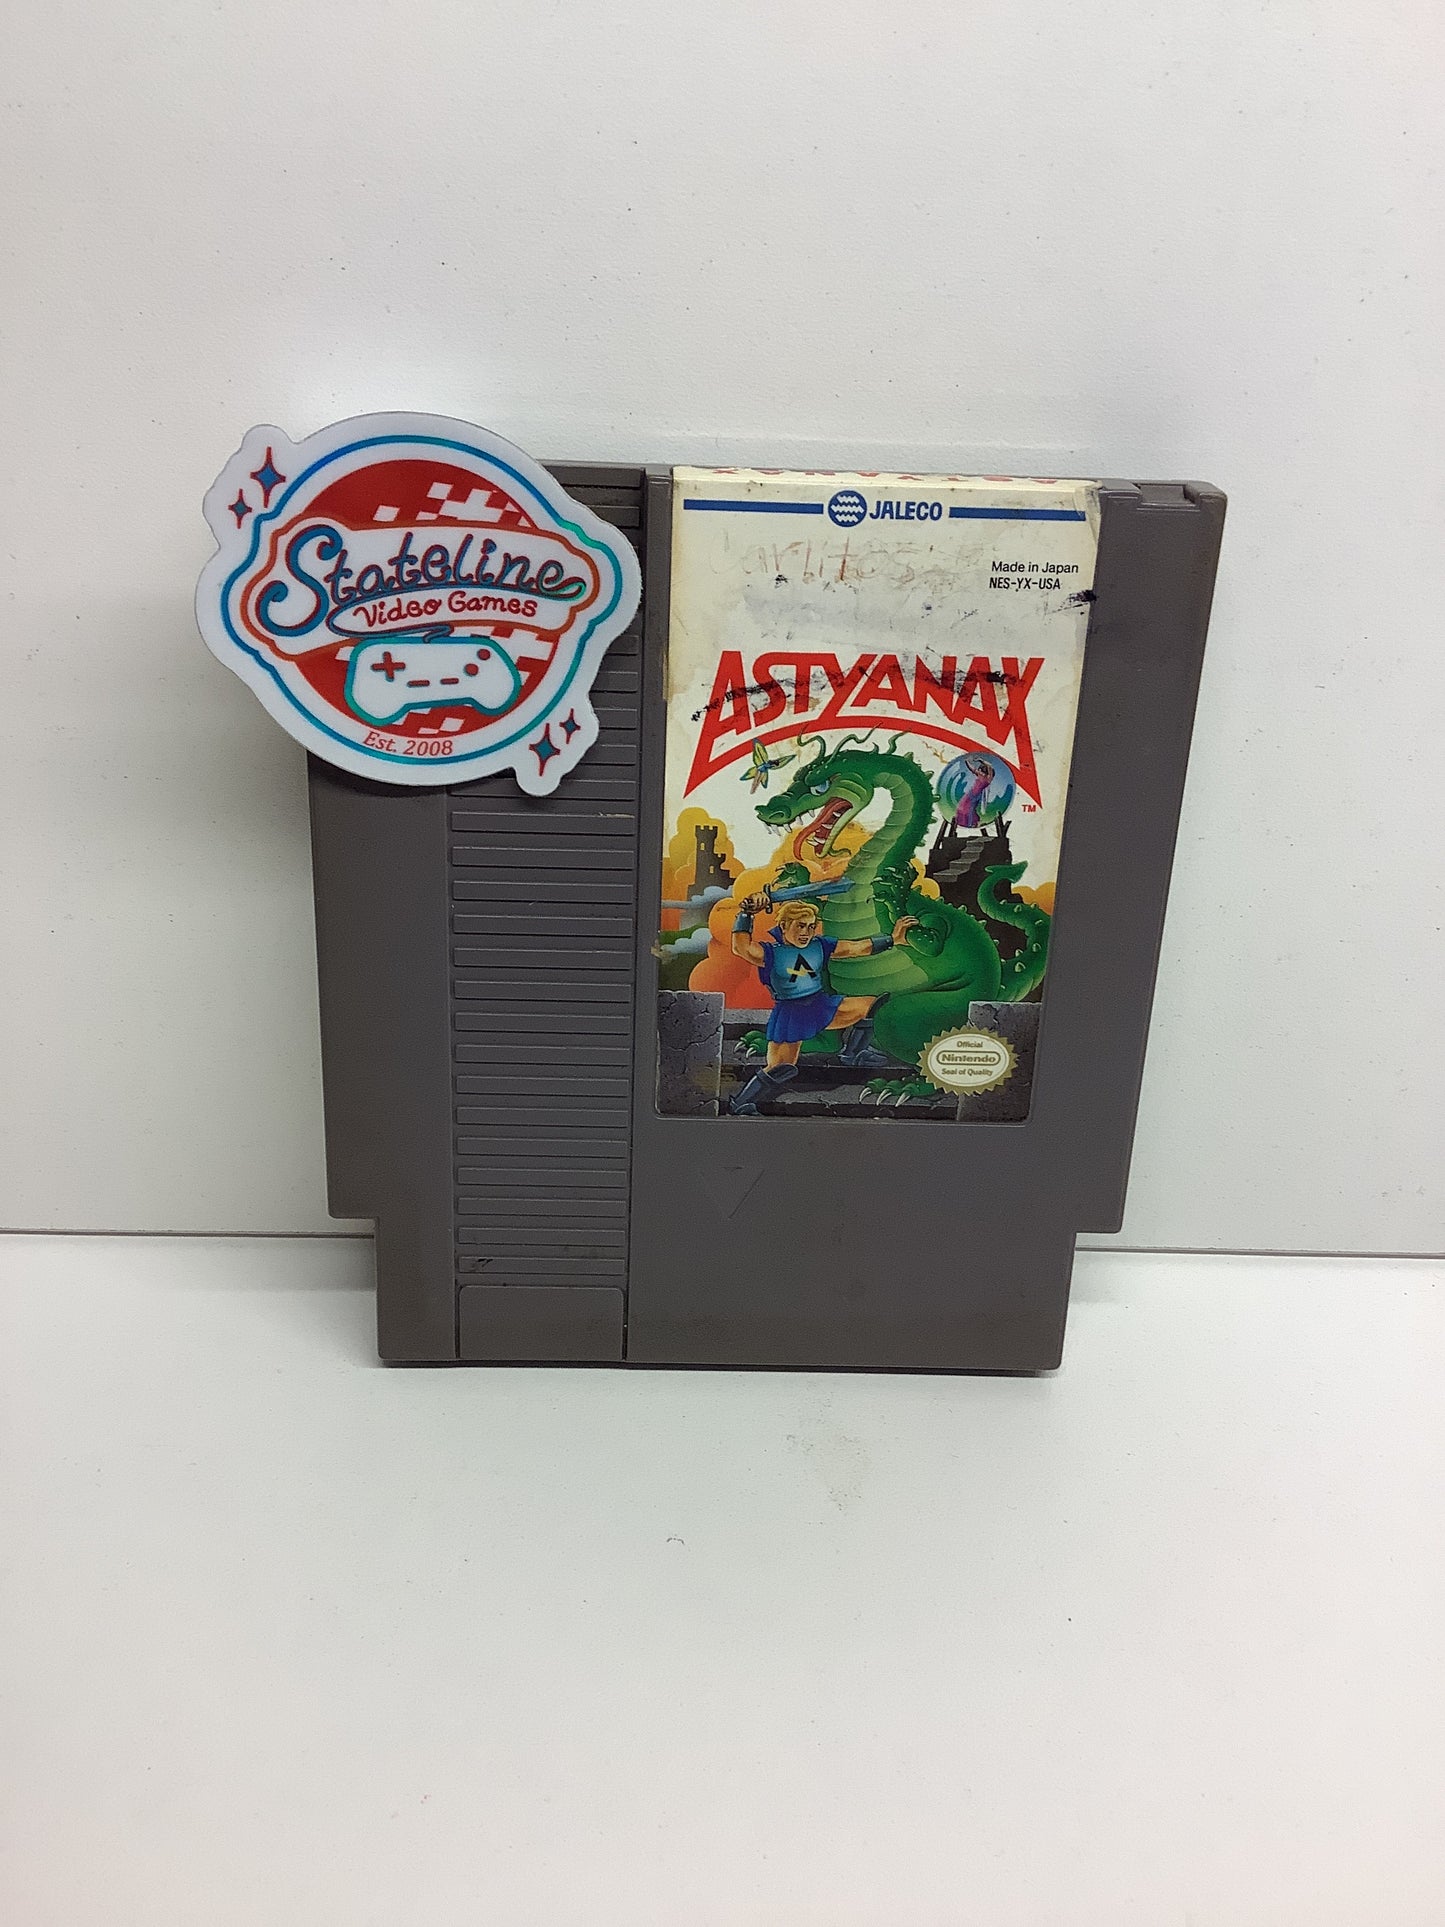 Stateline
Video Games
Est. 2008
ASTYANAX
JALECO
Carlitos
Made in Japan
NES-YX-USA
ASTYANAX
TM
A
Official
Nintendo
Seal of Quality